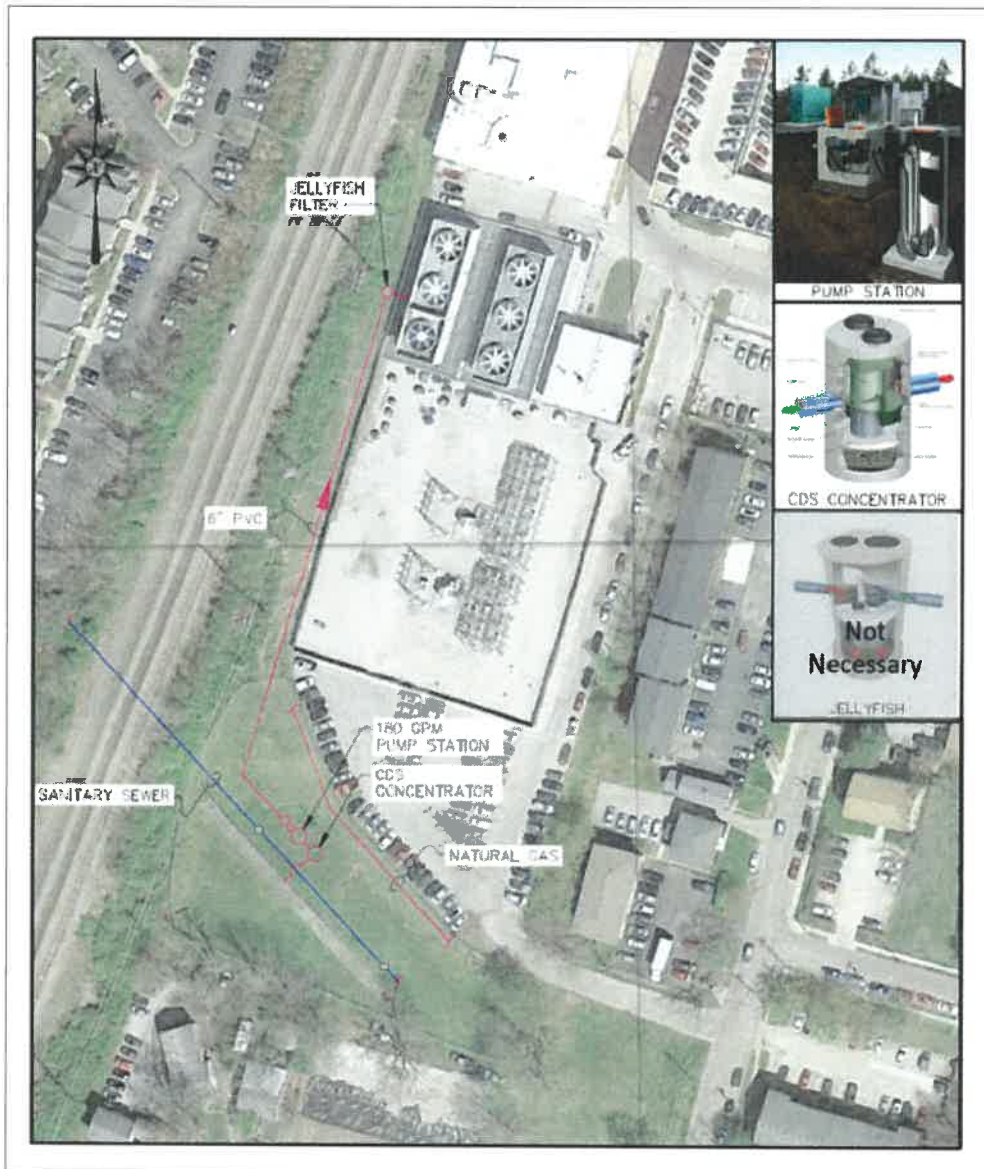 JELLYFISH
FILTER
PUMP STATION
CDS CONCENTRATOR
6" PVC
Not
Necessary
JELLYFISH
180 GPM
PUMP STATION
CDS
CONCENTRATOR
SANITARY SEWER
NATURAL GAS